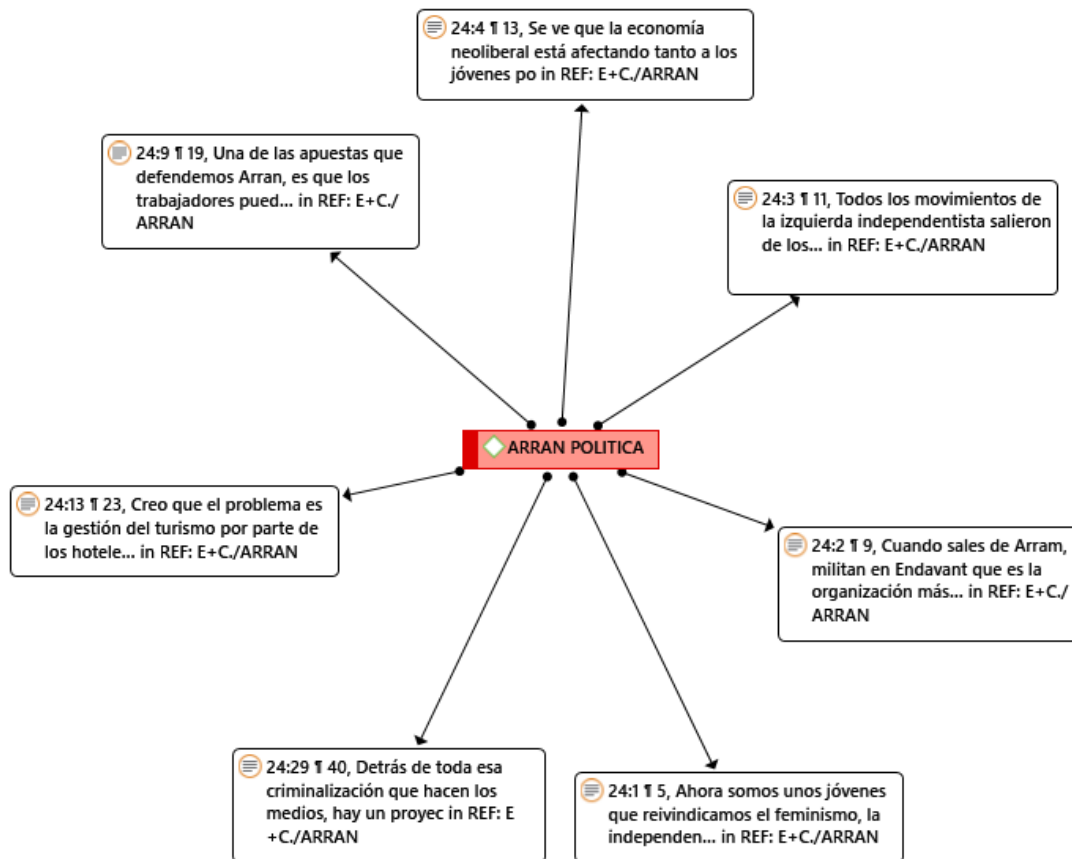 24:4 ¶ 13, Se ve que la economía
neoliberal está afectando tanto a los
jóvenes po in REF: E+C./ARRAN
24:9 ¶ 19, Una de las apuestas que
defendemos Arran, es que los
trabajadores pued... in REF: E+C./
ARRAN
24:3 ¶ 11, Todos los movimientos de
la izquierda independentista salieron
de los... in REF: E+C./ARRAN
ARRAN POLITICA
24:13 ¶ 23, Creo que el problema es
la gestión del turismo por parte de
los hotele... in REF: E+C./ARRAN
24:2 ¶ 9, Cuando sales de Arram,
militan en Endavant que es la
organización más... in REF: E+C./
ARRAN
24:29 ¶ 40, Detrás de toda esa
criminalización que hacen los
medios, hay un proyec in REF: E
+C./ARRAN
24:1 ¶ 5, Ahora somos unos jóvenes
que reivindicamos el feminismo, la
independen... in REF: E+C./ARRAN